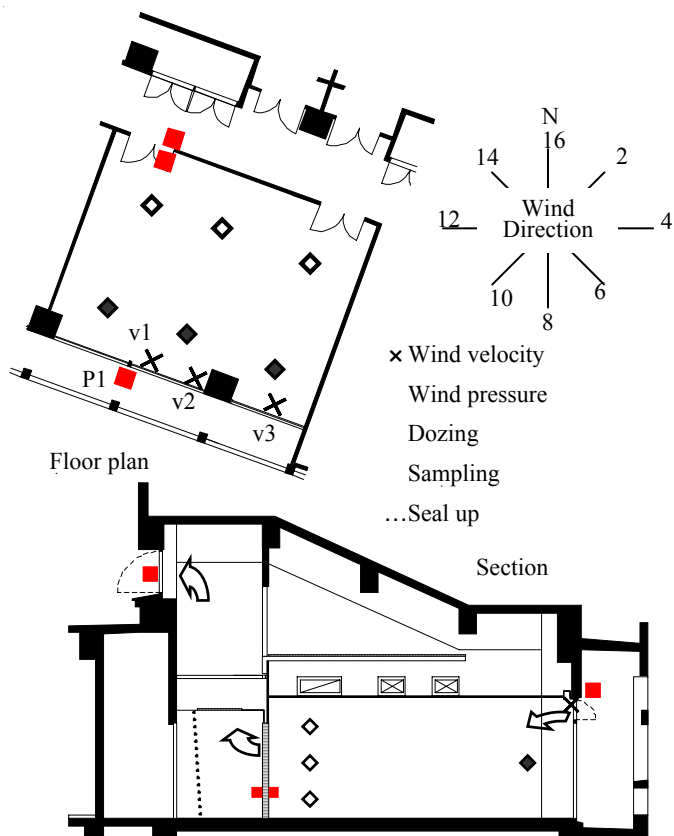 N
16
14
2
12
Wind
Direction
4
10
6
8
v1
P1
v2
v3
Floor plan
× Wind velocity
Wind pressure
Dozing
Sampling
…Seal up
Section